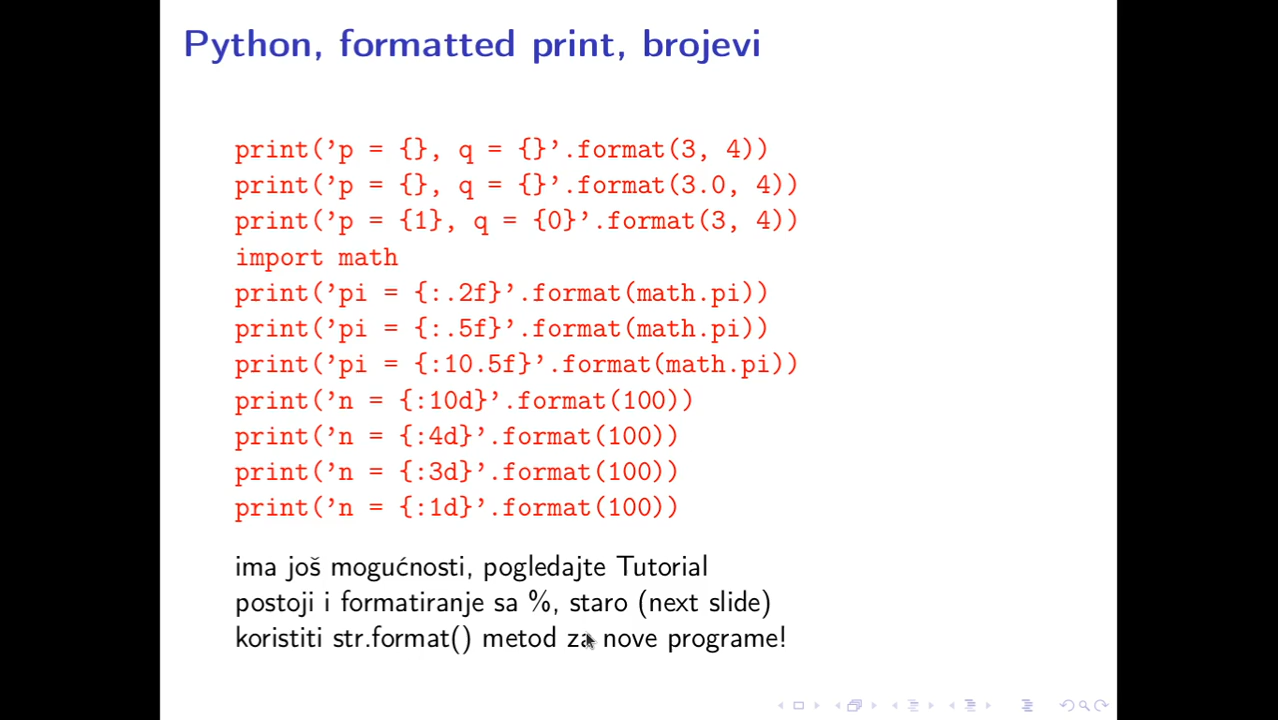 Python, formatted print, brojevi
print(’p = {}, q = {}’.format(3, 4))
print(’p = {}, q = {}’.format(3.0, 4))
print(’p = {1}, q = {0}’.format(3, 4))
import math
print(’pi = {:.2f}’.format(math.pi))
print(’pi = {:.5f}’.format(math.pi))
print(’pi = {:10.5f}’.format(math.pi))
print(’n = {:10d}’.format(100))
print(’n = {:4d}’.format(100))
print(’n = {:3d}’.format(100))
print(’n = {:1d}’.format(100))
ima još mogućnosti, pogledajte Tutorial
postoji i formatiranje sa %, staro (next slide)
koristiti str.format() metod za nove programe!